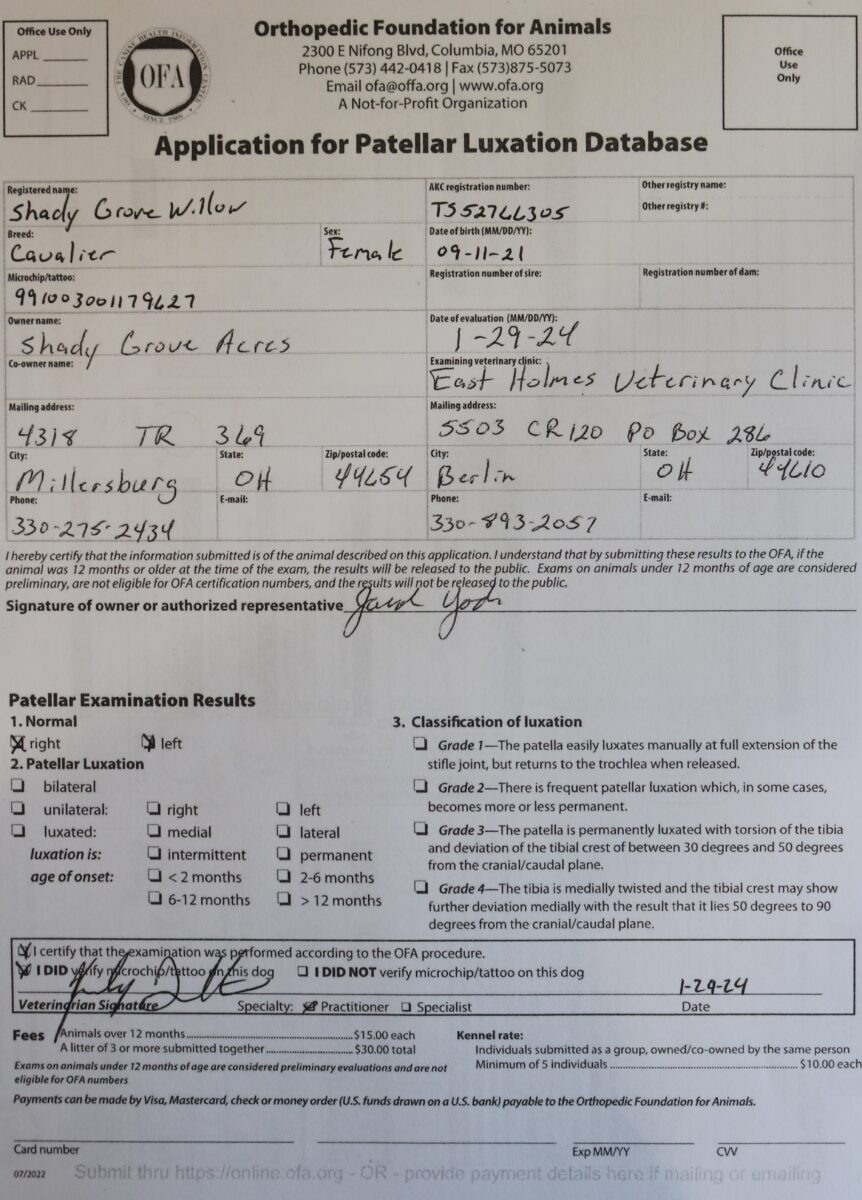 Office Use Only
APPL
RAD
CK
THE CANINE HEALTH INFORMATION CENTER
OFA
SINCE 1966
Orthopedic Foundation for Animals
2300 E Nifong Blvd, Columbia, MO 65201
Phone (573) 442-0418 | Fax (573)875-5073
Email ofa@offa.org | www.ofa.org
A Not-for-Profit Organization
Office
Use
Only
Application for Patellar Luxation Database
Registered name: AKC registration number: Other registry name:
Shady Grove Willow TS52766305 Other registry #:
Breed: Sex: Date of birth (MM/DD/YY):
Cavalier Female 09-11-21
Microchip/tattoo: Registration number of sire: Registration number of dam:
991003001179627
Owner name: Date of evaluation (MM/DD/YY):
Shady Grove Acres 1-29-24
Co-owner name: Examining veterinary clinic:
East Holmes Veterinary Clinic
Mailing address: Mailing address:
4318 TR 369 5503 CR120 PO Box 286
City: State: Zip/postal code: City: State: Zip/postal code:
Millersburg OH 44654 Berlin OH 44610
Phone: E-mail: Phone: E-mail:
330-275-2434 330-893-2057
I hereby certify that the information submitted is of the animal described on this application. I understand that by submitting these results to the OFA, if the
animal was 12 months or older at the time of the exam, the results will be released to the public. Exams on animals under 12 months of age are considered
preliminary, are not eligible for OFA certification numbers, and the results will not be released to the public.
Signature of owner or authorized representative
Patellar Examination Results
1. Normal
right left
2. Patellar Luxation
bilateral
unilateral: right left
luxated: medial lateral
luxation is: intermittent permanent
age of onset: < 2 months 2-6 months
6-12 months > 12 months
3. Classification of luxation
Grade 1—The patella easily luxates manually at full extension of the
stifle joint, but returns to the trochlea when released.
Grade 2—There is frequent patellar luxation which, in some cases,
becomes more or less permanent.
Grade 3—The patella is permanently luxated with torsion of the tibia
and deviation of the tibial crest of between 30 degrees and 50 degrees
from the cranial/caudal plane.
Grade 4—The tibia is medially twisted and the tibial crest may show
further deviation medially with the result that it lies 50 degrees to 90
degrees from the cranial/caudal plane.
I certify that the examination was performed according to the OFA procedure.
I DID verify microchip/tattoo on this dog I DID NOT verify microchip/tattoo on this dog
1-29-24
Veterinarian Signature Specialty: Practitioner Specialist Date
Fees Animals over 12 months $15.00 each
A litter of 3 or more submitted together $30.00 total
Exams on animals under 12 months of age are considered preliminary evaluations and are not
eligible for OFA numbers
Kennel rate:
Individuals submitted as a group, owned/co-owned by the same person
Minimum of 5 individuals $10.00 each
Payments can be made by Visa, Mastercard, check or money order (U.S. funds drawn on a U.S. bank) payable to the Orthopedic Foundation for Animals.
Card number Exp MM/YY CVV
07/2022 Submit thru https://online.ofa.org - OR - provide payment details here if mailing or emailing